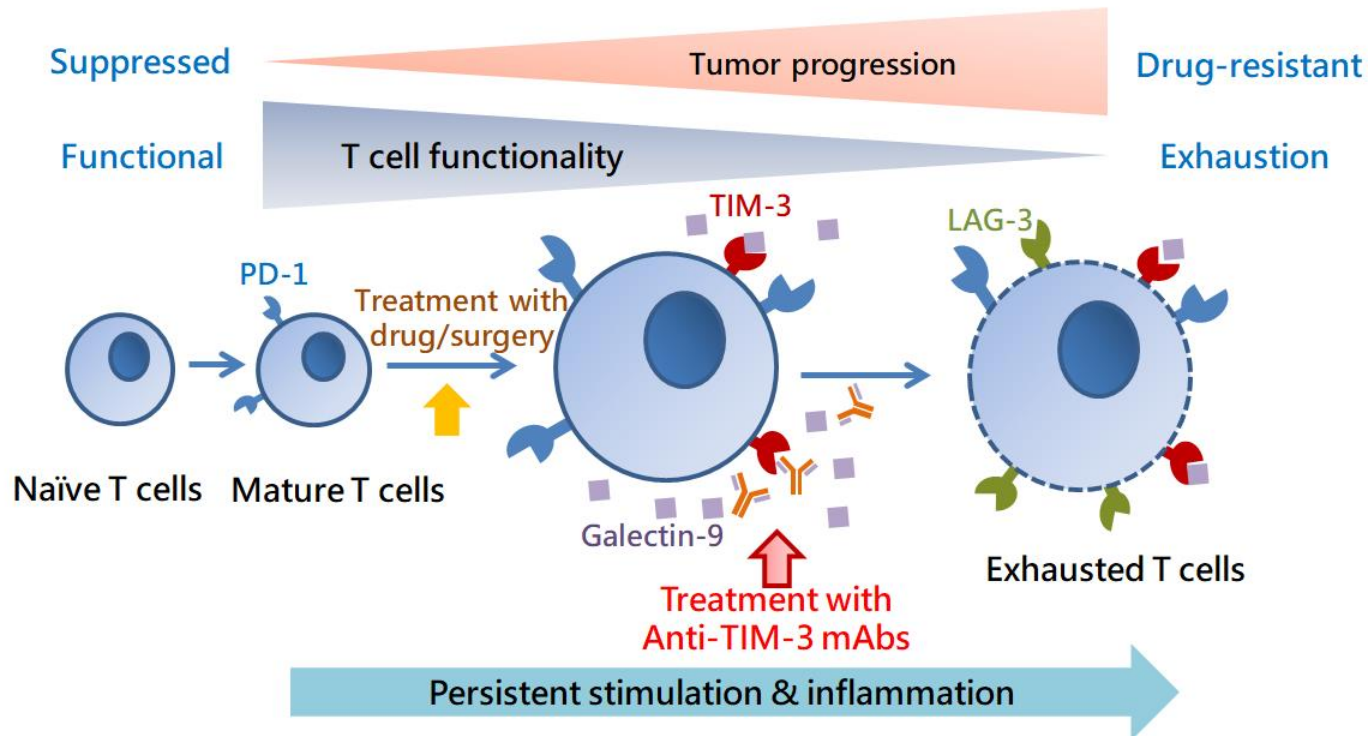 Suppressed
Tumor progression
Drug-resistant
Functional
T cell functionality
Exhaustion
TIM-3
LAG-3
PD-1
Treatment with
drug/surgery
Naïve T cells
Mature T cells
Galectin-9
Exhausted T cells
Treatment with
Anti-TIM-3 mAbs
Persistent stimulation & inflammation